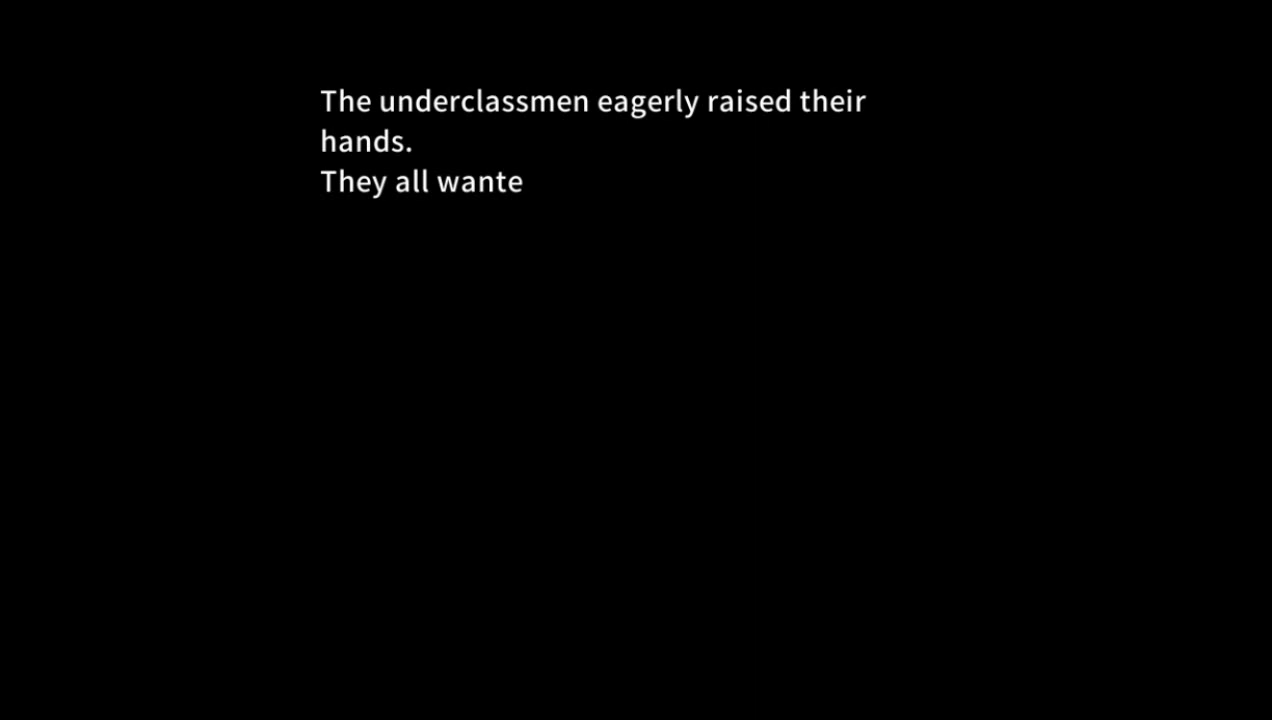 The underclassmen eagerly raised their
hands.
They all wante